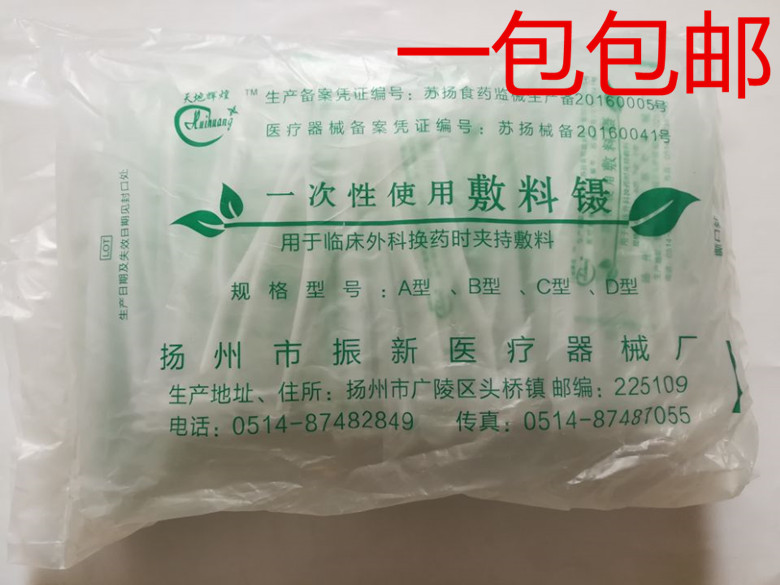 一包包邮
天地辉煌
Huihuang
TM 生产备案凭证编号：苏扬食药监械生产备20160005号
医疗器械备案凭证编号：苏扬械备20160041号
一次性使用敷料镊
用于临床外科换药时夹持敷料
规格型号：A型、B型、C型、D型
扬州市振新医疗器械厂
生产地址、住所：扬州市广陵区头桥镇 邮编：225109
电话：0514-87482849 传真：0514-87487055
LOT
生产日期及失效日期见封口处